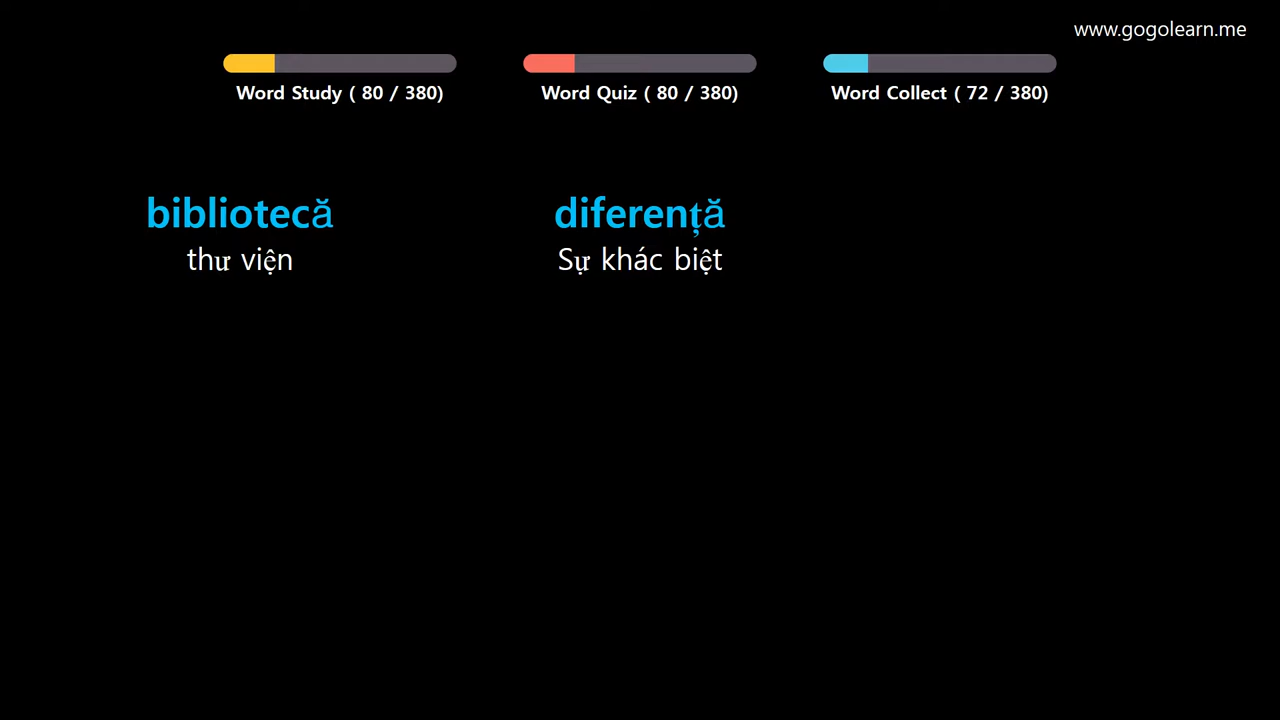 www.gogolearn.me
Word Study ( 80 / 380)
Word Quiz ( 80 / 380)
Word Collect ( 72 / 380)
bibliotecă
thư viện
diferență
Sự khác biệt